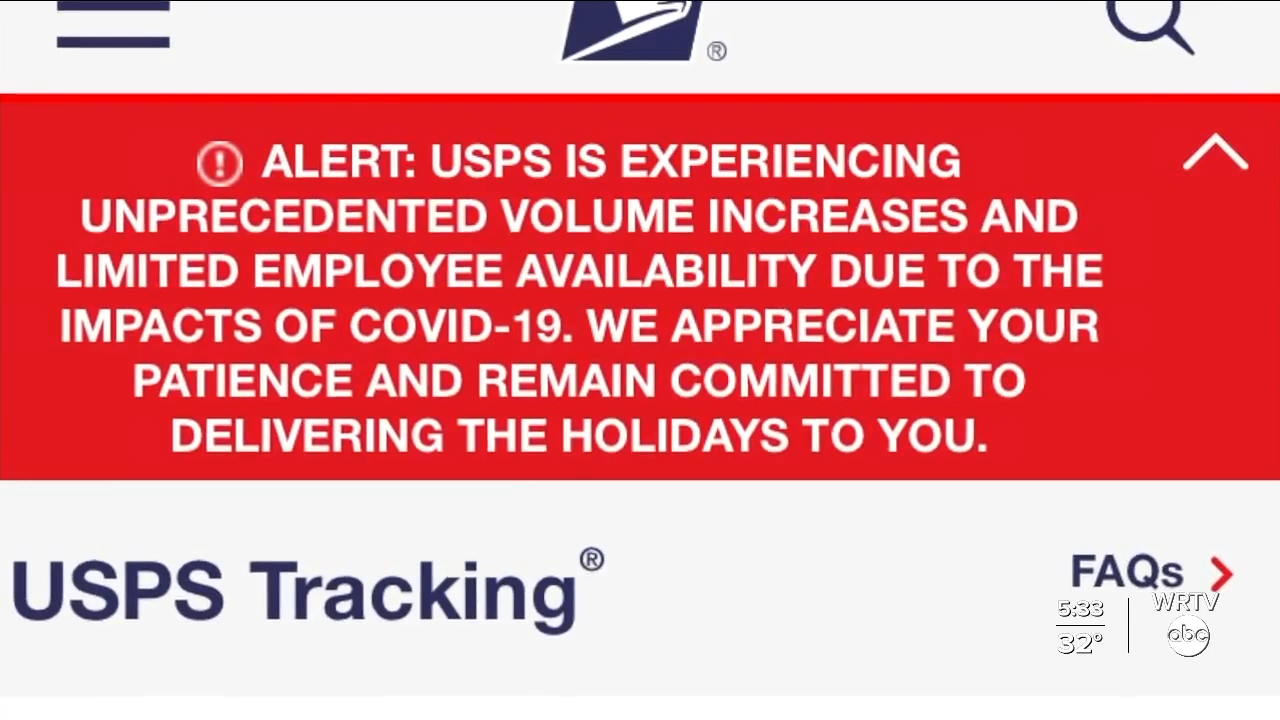 ®
ALERT: USPS IS EXPERIENCING
UNPRECEDENTED VOLUME INCREASES AND
LIMITED EMPLOYEE AVAILABILITY DUE TO THE
IMPACTS OF COVID-19. WE APPRECIATE YOUR
PATIENCE AND REMAIN COMMITTED TO
DELIVERING THE HOLIDAYS TO YOU.
USPS Tracking®
FAQs
5:33
32°
WRTV
abc